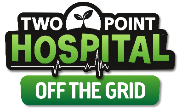 TWO POINT
HOSPITAL
OFF THE GRID